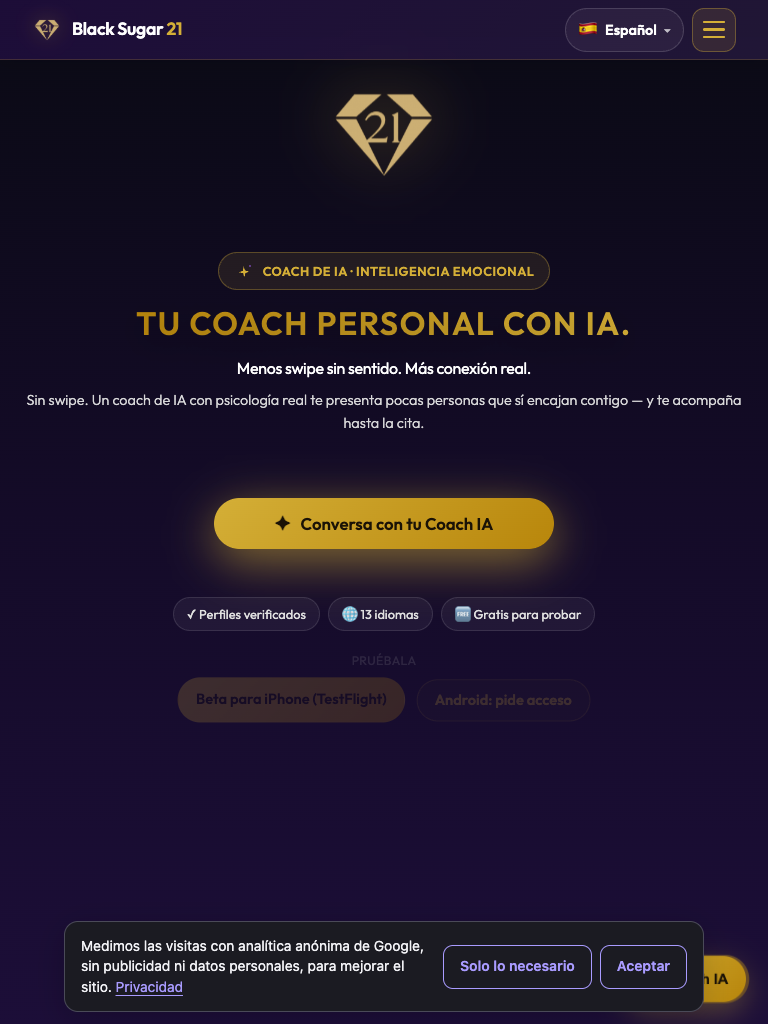 21
Black Sugar 21
Español
21
COACH DE IA · INTELIGENCIA EMOCIONAL
TU COACH PERSONAL CON IA.
Menos swipe sin sentido. Más conexión real.
Sin swipe. Un coach de IA con psicología real te presenta pocas personas que sí encajan contigo — y te acompaña
hasta la cita.
✦ Conversa con tu Coach IA
✓ Perfiles verificados
13 idiomas
FREE Gratis para probar
PRUÉBALA
Beta para iPhone (TestFlight)
Android: pide acceso
Medimos las visitas con analítica anónima de Google,
sin publicidad ni datos personales, para mejorar el
sitio. Privacidad
Solo lo necesario
Aceptar
IA